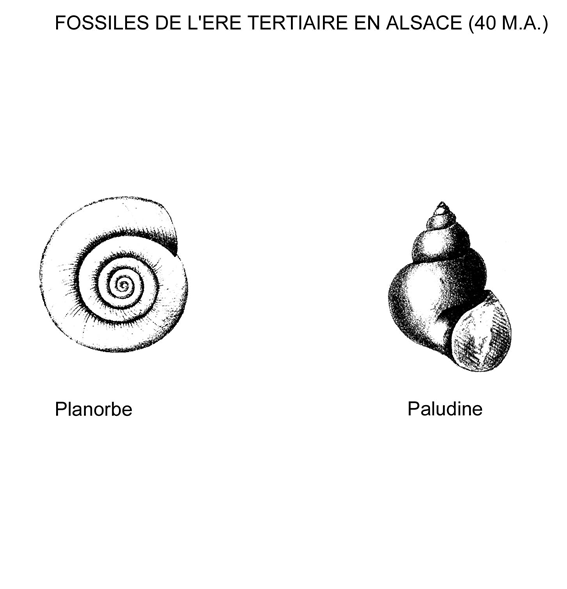 FOSSILES DE L'ERE TERTIAIRE EN ALSACE (40 M.A.)
Planorbe
Paludine